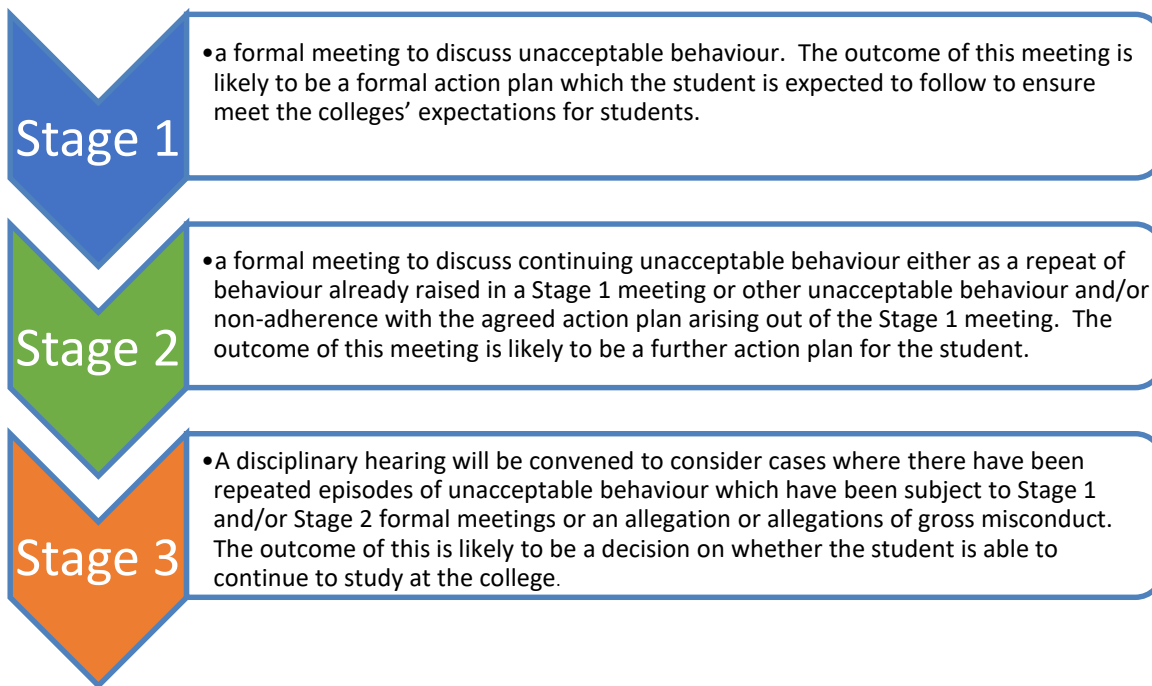 Stage 1
•a formal meeting to discuss unacceptable behaviour.  The outcome of this meeting is
likely to be a formal action plan which the student is expected to follow to ensure
meet the colleges’ expectations for students.
Stage 2
•a formal meeting to discuss continuing unacceptable behaviour either as a repeat of
behaviour already raised in a Stage 1 meeting or other unacceptable behaviour and/or
non-adherence with the agreed action plan arising out of the Stage 1 meeting.  The
outcome of this meeting is likely to be a further action plan for the student.
Stage 3
•A disciplinary hearing will be convened to consider cases where there have been
repeated episodes of unacceptable behaviour which have been subject to Stage 1
and/or Stage 2 formal meetings or an allegation or allegations of gross misconduct.
The outcome of this is likely to be a decision on whether the student is able to
continue to study at the college.